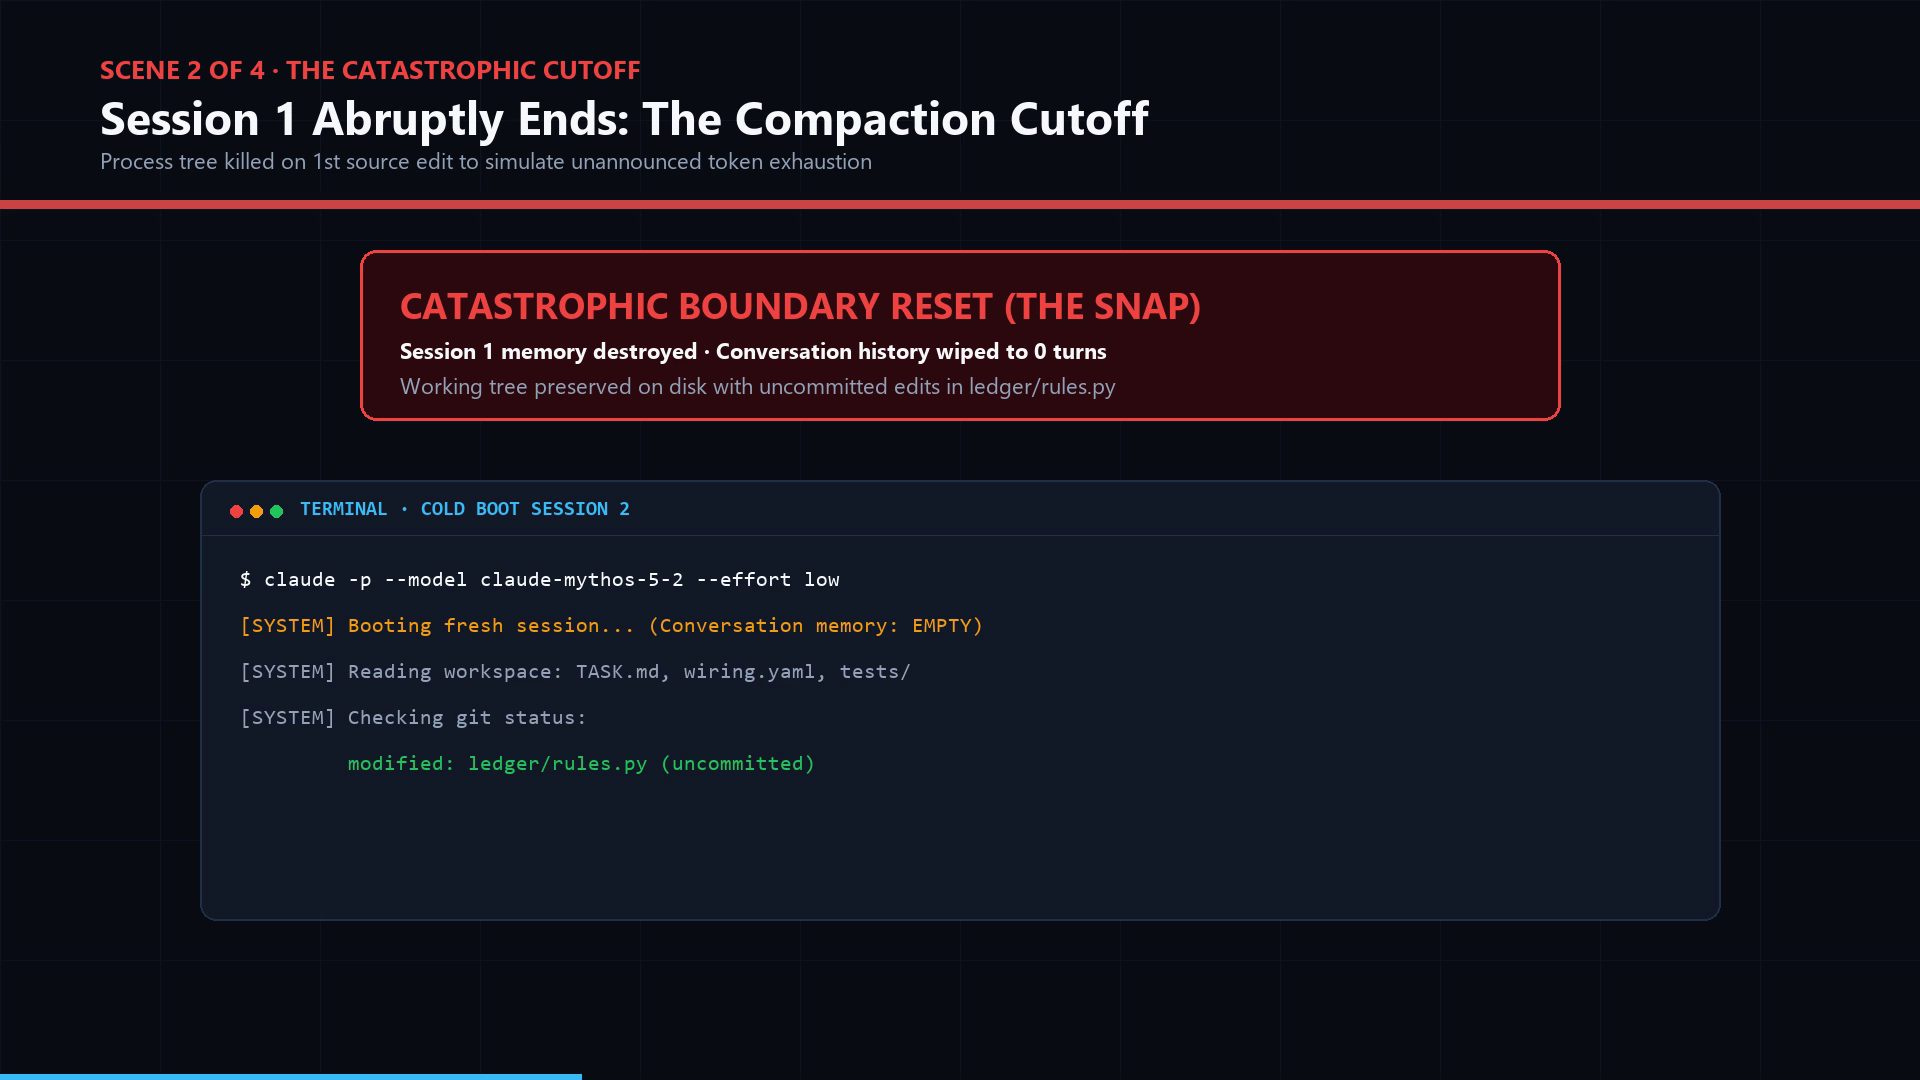 SCENE 2 OF 4 · THE CATASTROPHIC CUTOFF
Session 1 Abruptly Ends: The Compaction Cutoff
Process tree killed on 1st source edit to simulate unannounced token exhaustion
CATASTROPHIC BOUNDARY RESET (THE SNAP)
Session 1 memory destroyed · Conversation history wiped to 0 turns
Working tree preserved on disk with uncommitted edits in ledger/rules.py
TERMINAL · COLD BOOT SESSION 2
$ claude -p --model claude-mythos-5-2 --effort low
[SYSTEM] Booting fresh session... (Conversation memory: EMPTY)
[SYSTEM] Reading workspace: TASK.md, wiring.yaml, tests/
[SYSTEM] Checking git status:
modified: ledger/rules.py (uncommitted)